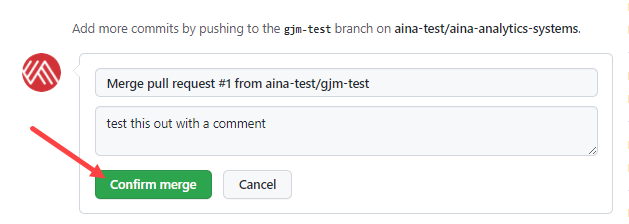 Add more commits by pushing to the gjm-test branch on aina-test/aina-analytics-systems.
Merge pull request #1 from aina-test/gjm-test
test this out with a comment
Confirm merge Cancel